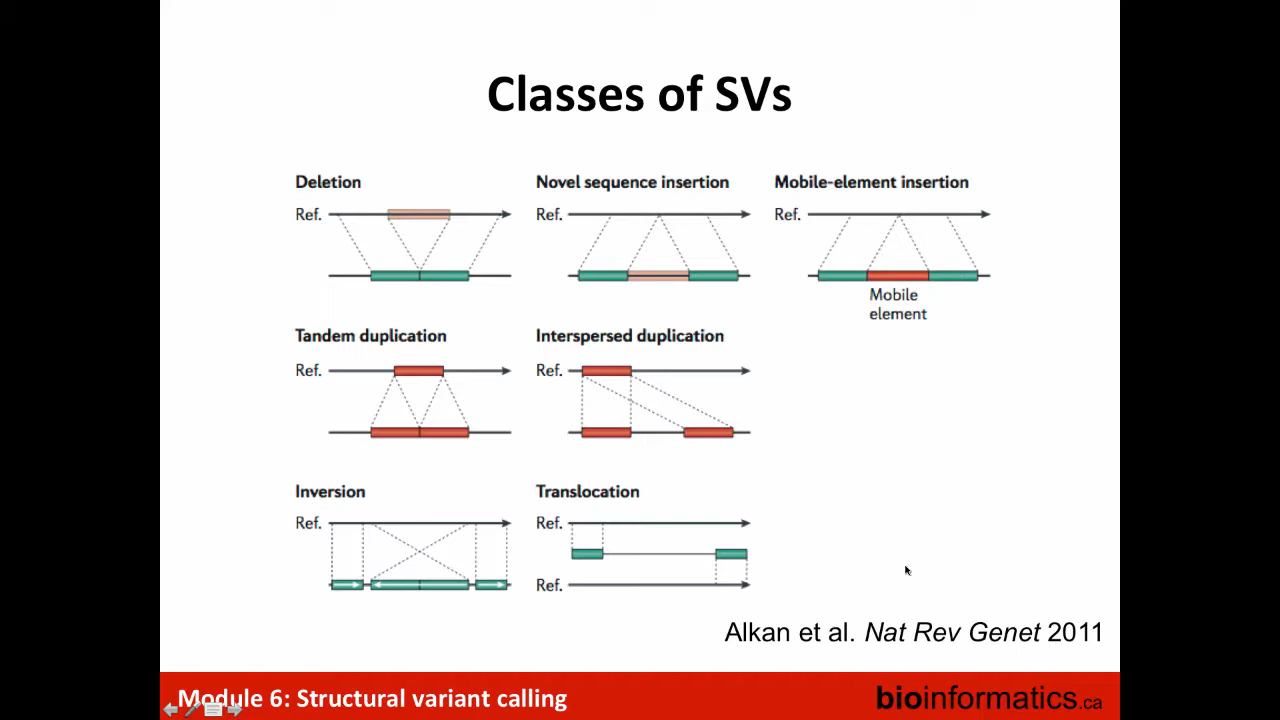 Classes of SVs
Deletion
Ref.
Novel sequence insertion
Ref.
Mobile-element insertion
Ref.
Mobile
element
Tandem duplication
Ref.
Interspersed duplication
Ref.
Inversion
Ref.
Translocation
Ref.
Ref.
Alkan et al. Nat Rev Genet 2011
Module 6: Structural variant calling
bioinformatics.ca